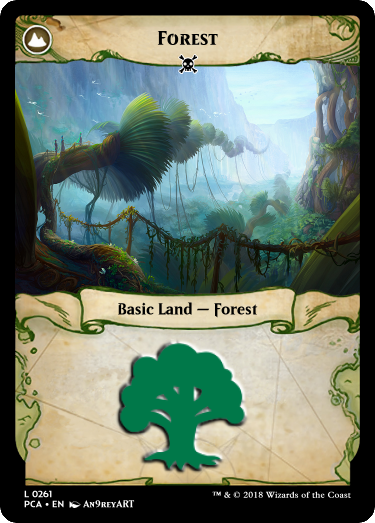 Forest
Basic Land — Forest
L 0261
PCA • EN An9reyART
™ & © 2018 Wizards of the Coast